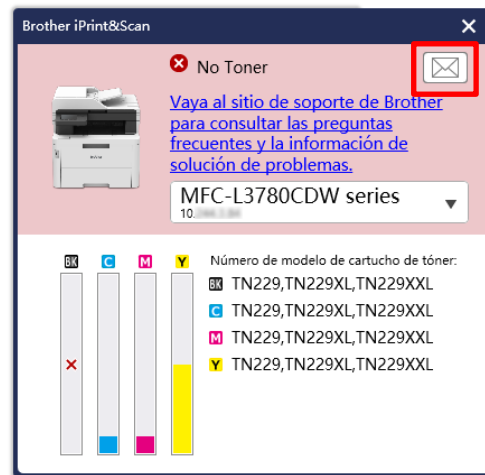 Brother iPrint&Scan
No Toner
Vaya al sitio de soporte de Brother
para consultar las preguntas
frecuentes y la información de
solución de problemas.
MFC-L3780CDW series
10.
BK C M Y Número de modelo de cartucho de tóner:
BK TN229,TN229XL,TN229XXL
C TN229,TN229XL,TN229XXL
M TN229,TN229XL,TN229XXL
Y TN229,TN229XL,TN229XXL